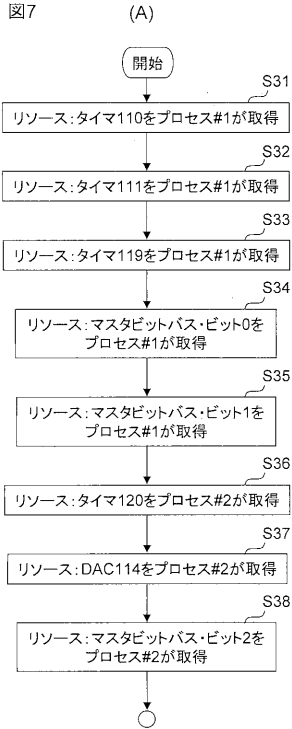 図7
(A)
開始
S31
リソース:タイマ110をプロセス#1が取得
S32
リソース:タイマ111をプロセス#1が取得
S33
リソース:タイマ119をプロセス#1が取得
S34
リソース:マスタビットバス・ビット0を
プロセス#1が取得
S35
リソース:マスタビットバス・ビット1を
プロセス#1が取得
S36
リソース:タイマ120をプロセス#2が取得
S37
リソース:DAC114をプロセス#2が取得
S38
リソース:マスタビットバス・ビット2を
プロセス#2が取得